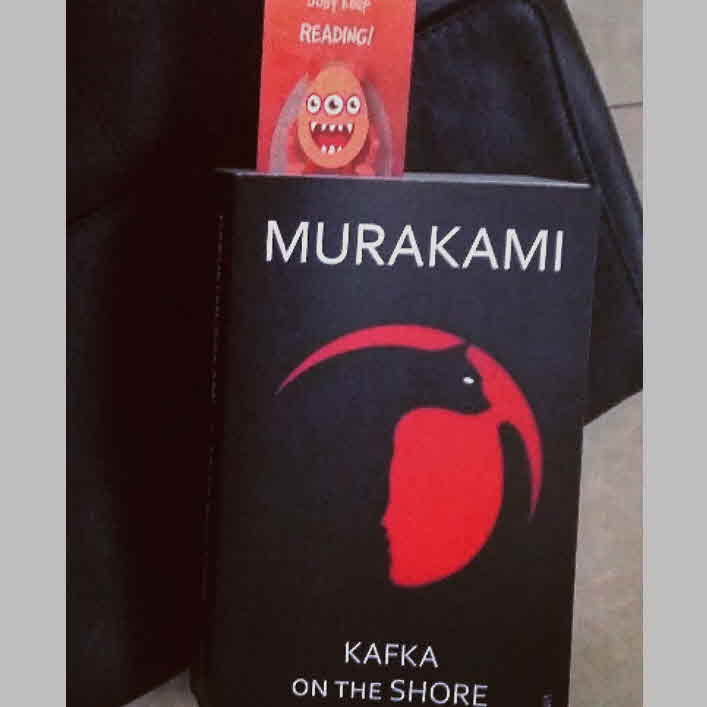 READING!
MURAKAMI
KAFKA
ON THE SHORE